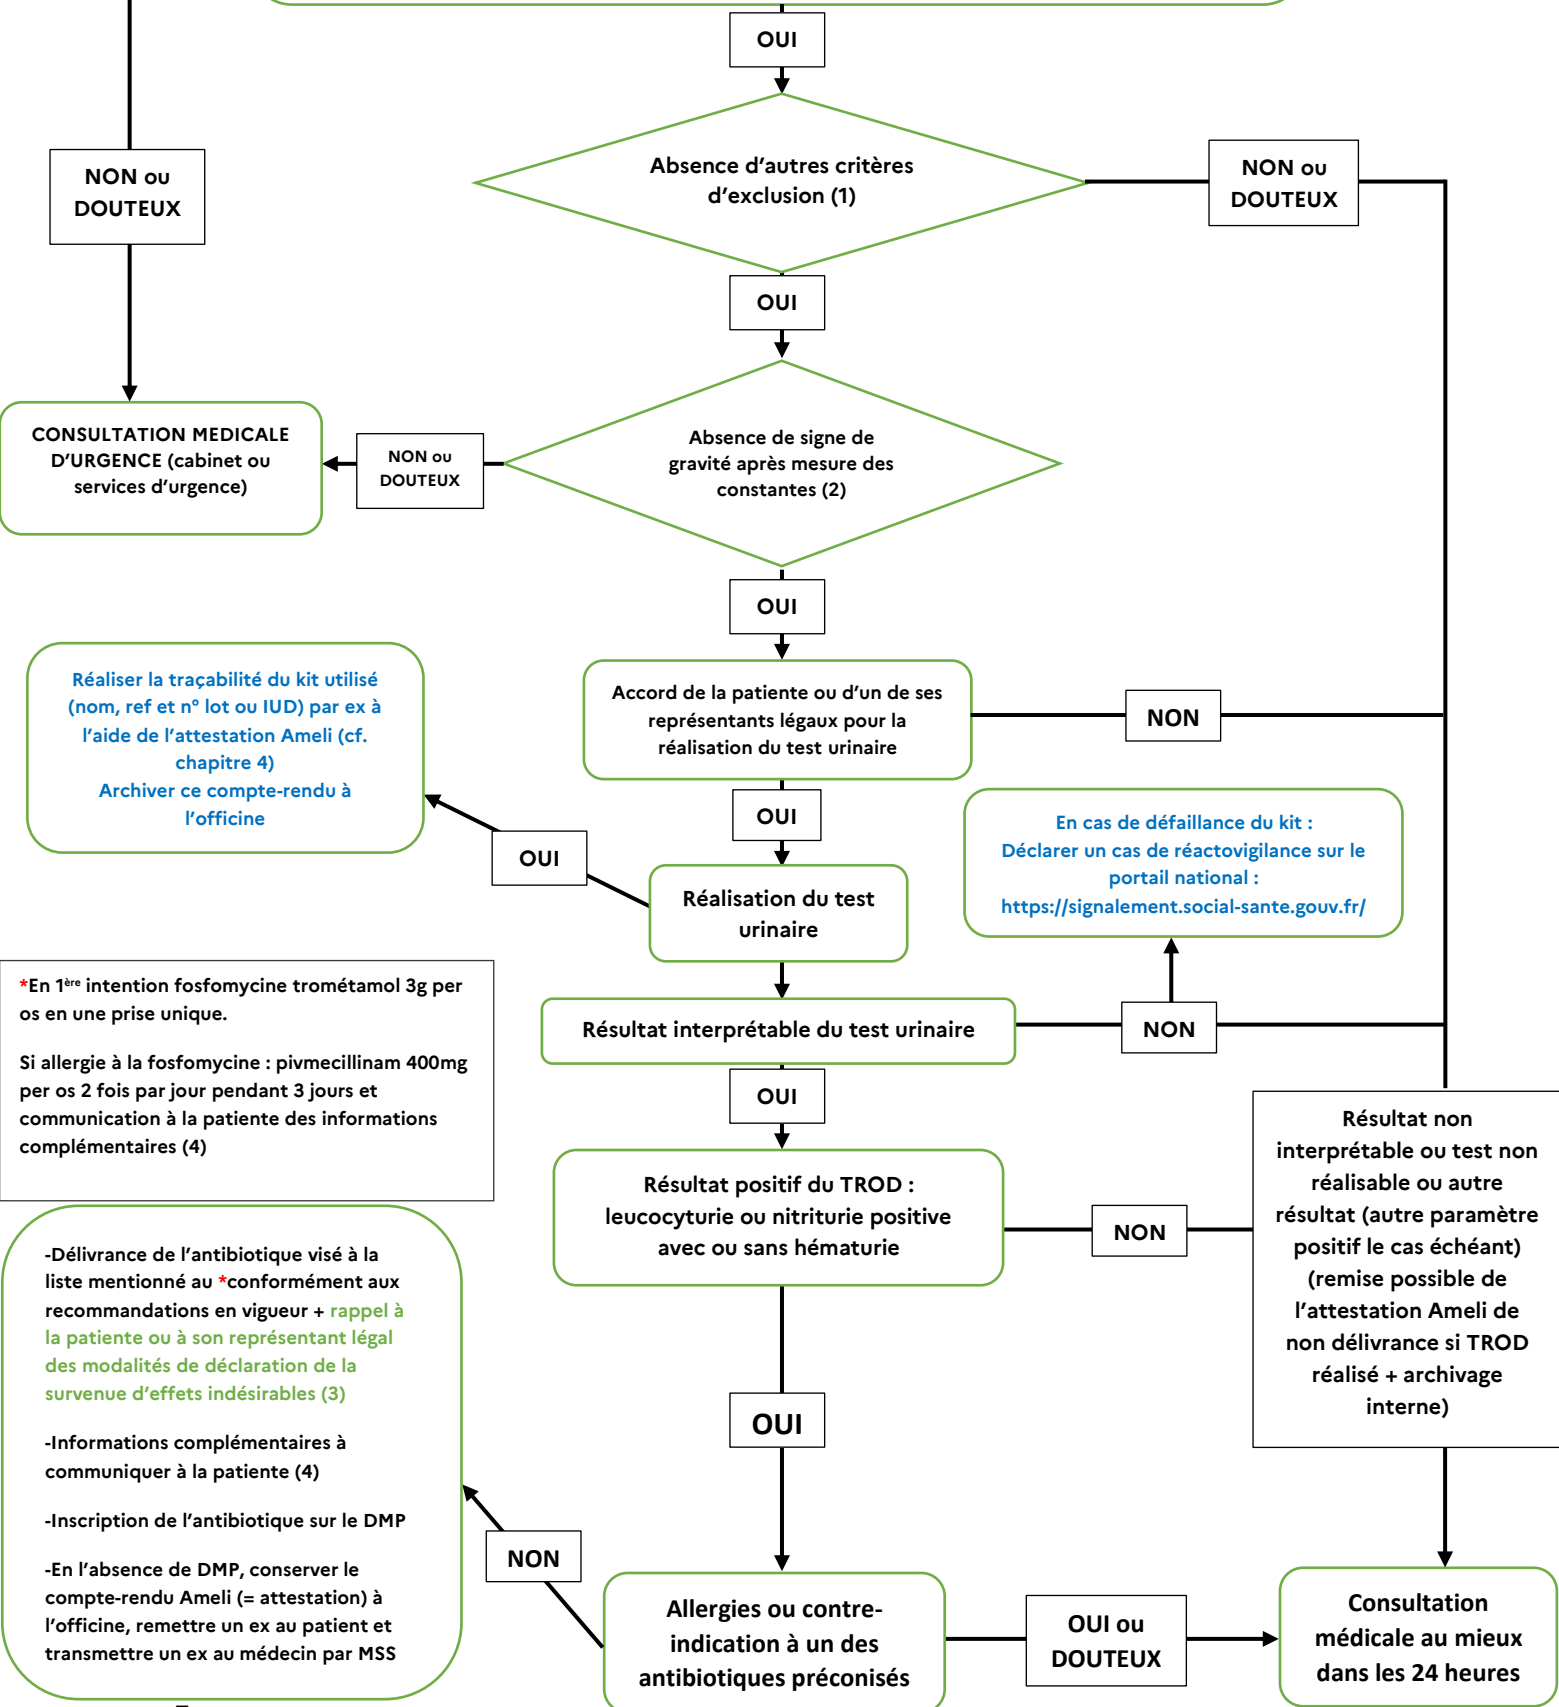 OUI
Absence d'autres critères
d'exclusion (1)
NON ou
DOUTEUX
NON ou
DOUTEUX
OUI
CONSULTATION MEDICALE
D'URGENCE (cabinet ou
services d'urgence)
NON ou
DOUTEUX
Absence de signe de
gravité après mesure des
constantes (2)
OUI
Réaliser la traçabilité du kit utilisé
(nom, ref et n° lot ou IUD) par ex à
l'aide de l'attestation Ameli (cf.
chapitre 4)
Archiver ce compte-rendu à
l'officine
Accord de la patiente ou d'un de ses
représentants légaux pour la
réalisation du test urinaire
NON
OUI
OUI
En cas de défaillance du kit :
Déclarer un cas de réactovigilance sur le
portail national :
https://signalement.social-sante.gouv.fr/
Réalisation du test
urinaire
*En 1ère intention fosfomycine trométamol 3g per
os en une prise unique.
Si allergie à la fosfomycine : pivmecillinam 400mg
per os 2 fois par jour pendant 3 jours et
communication à la patiente des informations
complémentaires (4)
Résultat interprétable du test urinaire
NON
OUI
Résultat positif du TROD :
leucocyturie ou nitriturie positive
avec ou sans hématurie
NON
Résultat non
interprétable ou test non
réalisable ou autre
résultat (autre paramètre
positif le cas échéant)
(remise possible de
l'attestation Ameli de
non délivrance si TROD
réalisé + archivage
interne)
-Délivrance de l'antibiotique visé à la
liste mentionné au *conformément aux
recommandations en vigueur + rappel à
la patiente ou à son représentant légal
des modalités de déclaration de la
survenue d'effets indésirables (3)
-Informations complémentaires à
communiquer à la patiente (4)
-Inscription de l'antibiotique sur le DMP
-En l'absence de DMP, conserver le
compte-rendu Ameli (= attestation) à
l'officine, remettre un ex au patient et
transmettre un ex au médecin par MSS
OUI
NON
Allergies ou contre-
indication à un des
antibiotiques préconisés
OUI ou
DOUTEUX
Consultation
médicale au mieux
dans les 24 heures